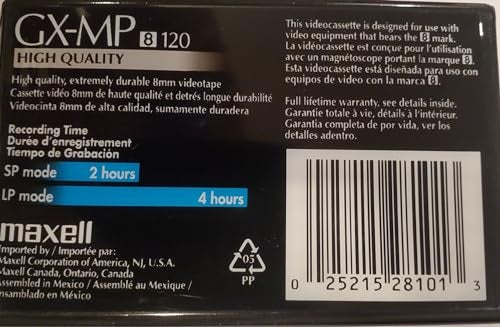 GX-MP 8 120
HIGH QUALITY
High quality, extremely durable 8mm videotape
Cassette vidéo 8mm de haute qualité et detrés longue durabilité
Videocinta 8mm de alta calidad, sumamente duradera
Recording Time
Durée d'enregistrement
Tiempo de Grabación
SP mode 2 hours
LP mode 4 hours
maxell
Imported by / Importée par:
Maxell Corporation of America, NJ, U.S.A.
Maxell Canada, Ontario, Canada
Assembled in Mexico / Assemblé au Mexique /
Ensamblado en México
This videocassette is designed for use with
video equipment that bears the 8 mark.
La vidéocassette est conçue pour l'utilisation
avec un magnétoscope portant la marque 8.
Esta videocassette está diseñada para uso con
equipos de video con la marca 8.
Full lifetime warranty, see details inside.
Garantie totale à vie, détails à l'intérieur.
Garantía completa de por vida, ver los
detalles adentro.
05
PP
0 25215 28101 3